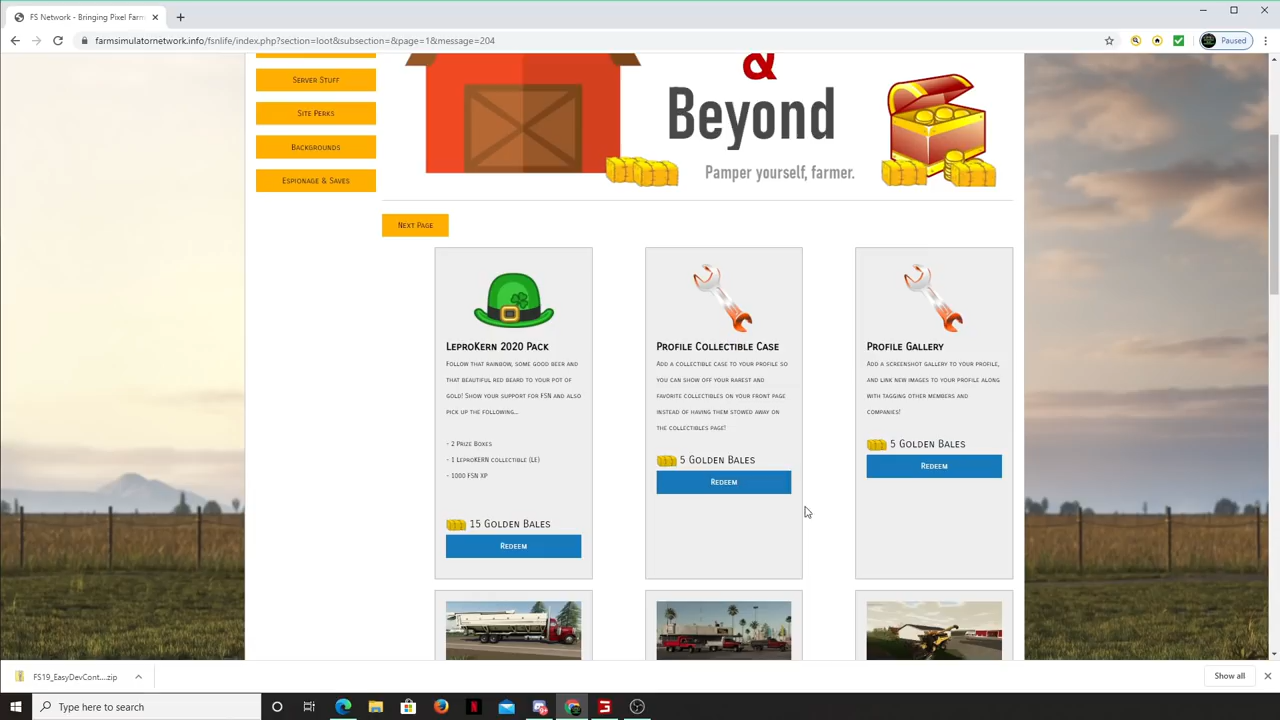 FS Network - Bringing Pixel Farm
farmsimulatornetwork.info/fsnlife/index.php?section=loot&subsection=&page=1&message=204
Paused
Server Stuff
Site Perks
Backgrounds
Espionage & Saves
&
Beyond
Pamper yourself, farmer.
Next Page
LeproKern 2020 Pack
Follow that rainbow, some good beer and
that beautiful red beard to your pot of
gold! Show your support for FSN and also
pick up the following...
- 2 Prize Boxes
- 1 LeproKERN collectible (LE)
- 1000 FSN XP
15 Golden Bales
Redeem
Profile Collectible Case
Add a collectible case to your profile so
you can show off your rarest and
favorite collectibles on your front page
instead of having them stowed away on
the collectibles page!
5 Golden Bales
Redeem
Profile Gallery
Add a screenshot gallery to your profile,
and link new images to your profile along
with tagging other members and
companies!
5 Golden Bales
Redeem
FS19_EasyDevCont....zip
Show all
Type here to search